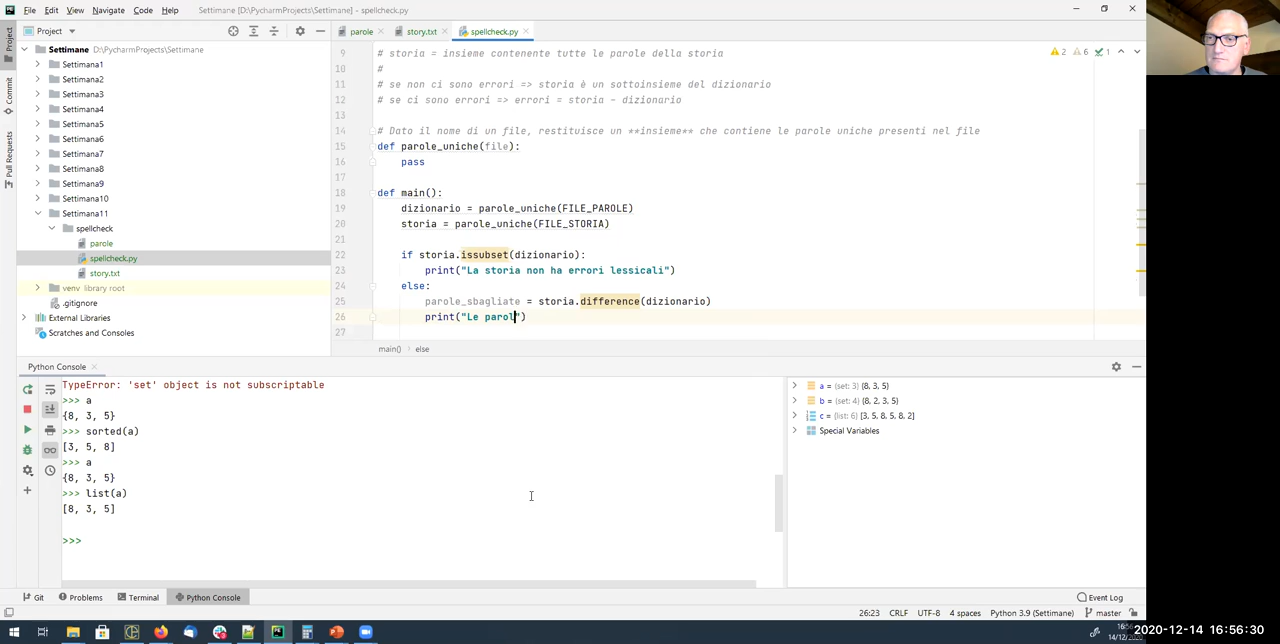 File Edit View Navigate Code Help Settimane [D:\PycharmProjects\Settimane] - spellcheck.py
Project
parole story.txt spellcheck.py
Project
Commit
Pull Requests
Settimane D:\PycharmProjects\Settimane
Settimana1
Settimana2
Settimana3
Settimana4
Settimana5
Settimana6
Settimana7
Settimana8
Settimana9
Settimana10
Settimana11
spellcheck
parole
spellcheck.py
story.txt
venv library root
.gitignore
External Libraries
Scratches and Consoles
2 6 1
9 # storia = insieme contenente tutte le parole della storia
10 #
11 # se non ci sono errori => storia è un sottoinsieme del dizionario
12 # se ci sono errori => errori = storia - dizionario
13
14 # Dato il nome di un file, restituisce un **insieme** che contiene le parole uniche presenti nel file
15 def parole_uniche(file):
16 pass
17
18 def main():
19 dizionario = parole_uniche(FILE_PAROLE)
20 storia = parole_uniche(FILE_STORIA)
21
22 if storia.issubset(dizionario):
23 print("La storia non ha errori lessicali")
24 else:
25 parole_sbagliate = storia.difference(dizionario)
26 print("Le parol")
27
main() else
Python Console
TypeError: 'set' object is not subscriptable
>>> a
{8, 3, 5}
>>> sorted(a)
[3, 5, 8]
>>> a
{8, 3, 5}
>>> list(a)
[8, 3, 5]
>>>
a = {set: 3} {8, 3, 5}
b = {set: 4} {8, 2, 3, 5}
c = {list: 6} [3, 5, 8, 5, 8, 2]
Special Variables
Git Problems Terminal Python Console Event Log
26:23 CRLF UTF-8 4 spaces Python 3.9 (Settimane) master
2020-12-14 16:56:30